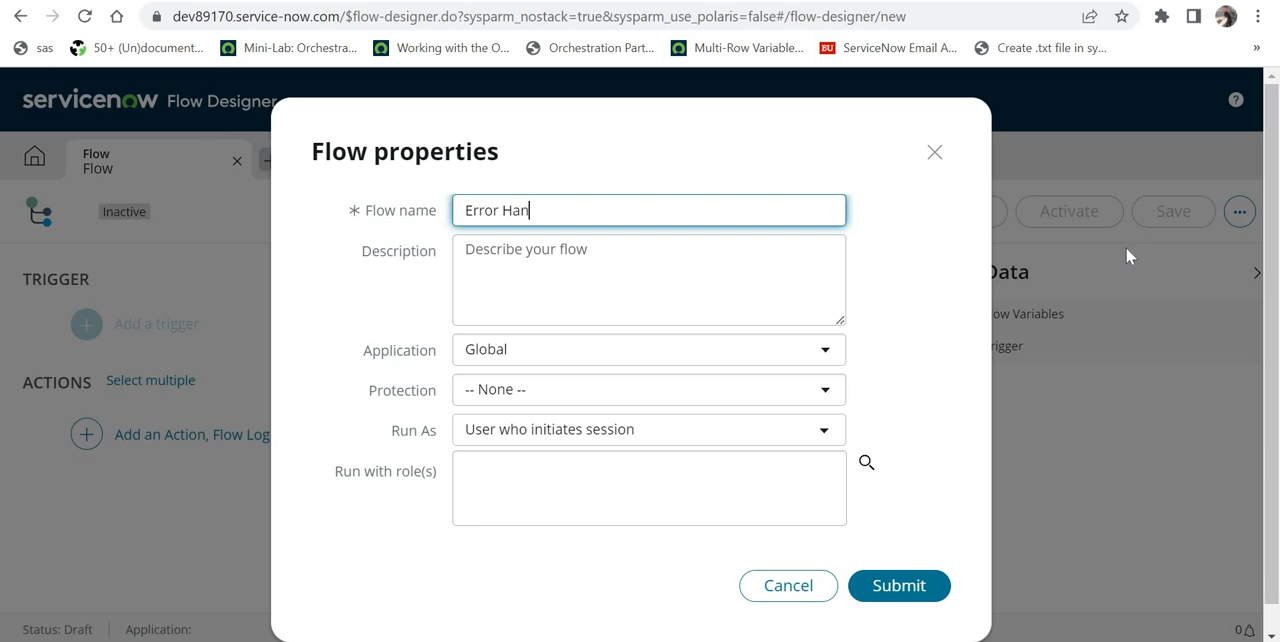 dev89170.service-now.com/$flow-designer.do?sysparm_nostack=true&sysparm_use_polaris=false#/flow-designer/new
sas
50+ (Un)document...
Mini-Lab: Orchestra...
Working with the O...
Orchestration Part...
Multi-Row Variable...
BU
ServiceNow Email A...
Create .txt file in sy...
»
servicenow Flow Designer
?
Flow
Flow
Inactive
Activate
Save
Flow properties
* Flow name
Error Han
Description
Describe your flow
Application
Global
Protection
-- None --
Run As
User who initiates session
Run with role(s)
Cancel
Submit
TRIGGER
Add a trigger
ACTIONS
Select multiple
Add an Action, Flow Log
Data
low Variables
rigger
Status: Draft
Application:
0